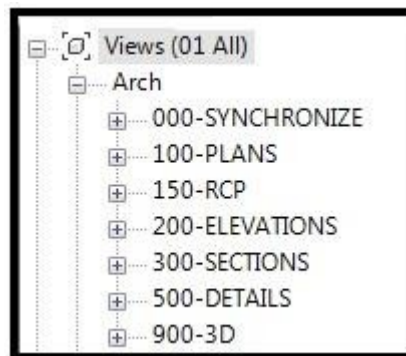 Views (01 All)
Arch
000-SYNCHRONIZE
100-PLANS
150-RCP
200-ELEVATIONS
300-SECTIONS
500-DETAILS
900-3D